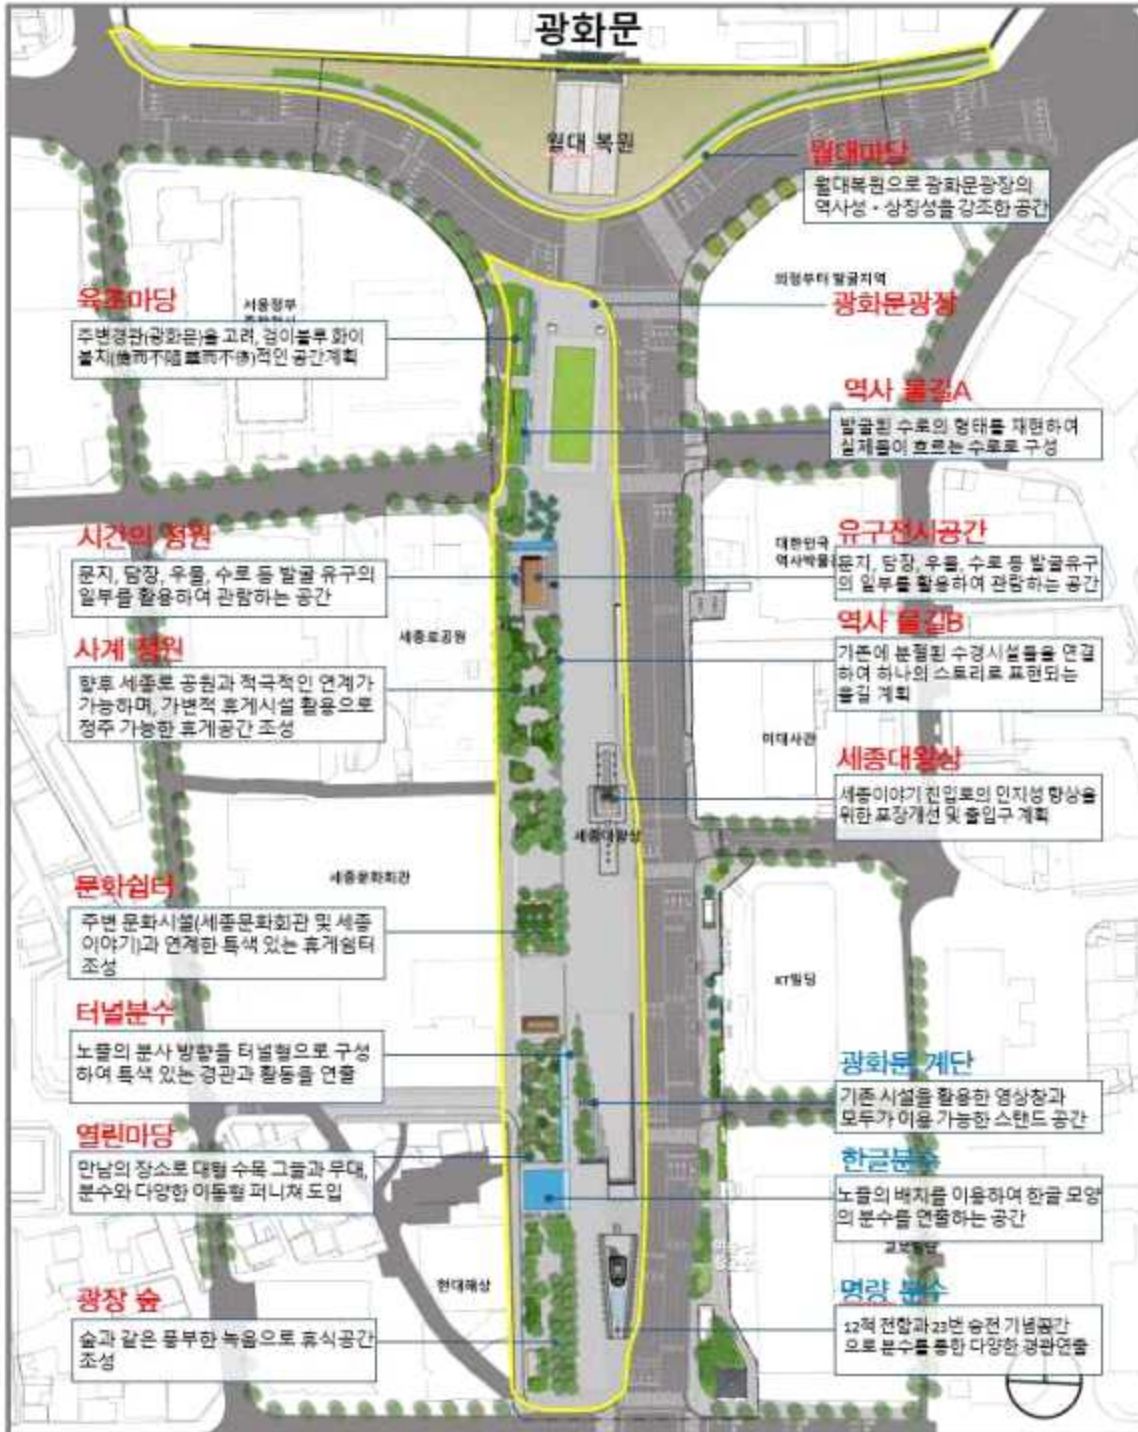 광화문
월대 복원
월대마당
월대복원으로 광화문광장의
역사성·상징성을 강조한 공간
육조마당
주변경관(광화문)을 고려, 검이불루 화이
불치(儉而不陋 華而不侈)적인 공간계획
서울정부
의정부터 발굴지역
광화문광장
역사 물길A
발굴된 수로의 형태를 재현하여
실제물이 흐르는 수로로 구성
시간의 정원
문지, 담장, 우물, 수로 등 발굴 유구의
일부를 활용하여 관람하는 공간
대한민국
역사박물관
유구전시공간
문지, 담장, 우물, 수로 등 발굴유구
의 일부를 활용하여 관람하는 공간
세종로공원
사계 정원
향후 세종로 공원과 적극적인 연계가
가능하며, 가변적 휴게시설 활용으로
정주 가능한 휴게공간 조성
역사 물길B
기존에 분절된 수경시설들을 연결
하여 하나의 스토리로 표현되는
물길 계획
미대사관
세종대왕상
세종이야기 진입로의 인지성 향상을
위한 포장개선 및 출입구 계획
세종대왕상
세종문화회관
문화쉼터
주변 문화시설(세종문화회관 및 세종
이야기)과 연계한 특색 있는 휴게쉼터
조성
KT빌딩
터널분수
노즐의 분사 방향을 터널형으로 구성
하여 특색 있는 경관과 활동을 연출
광화문 계단
기존 시설을 활용한 영상창과
모두가 이용 가능한 스탠드 공간
열린마당
만남의 장소로 대형 수목 그늘과 무대,
분수와 다양한 이동형 퍼니쳐 도입
한글분수
노즐의 배치를 이용하여 한글 모양
의 분수를 연출하는 공간
교보빌딩
현대해상
광장 숲
숲과 같은 풍부한 녹음으로 휴식공간
조성
명량 분수
12척 전함과 23번 승전 기념공간
으로 분수를 통한 다양한 경관연출